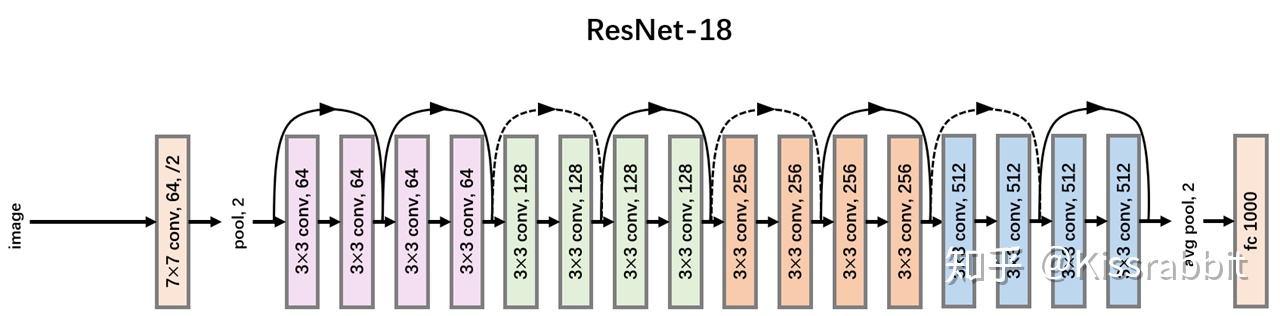 ResNet-18
image
7×7 conv, 64, /2
pool, 2
3×3 conv, 64
3×3 conv, 64
3×3 conv, 64
3×3 conv, 64
3×3 conv, 128
3×3 conv, 128
3×3 conv, 128
3×3 conv, 128
3×3 conv, 256
3×3 conv, 256
3×3 conv, 256
3×3 conv, 256
3×3 conv, 512
3×3 conv, 512
3×3 conv, 512
3×3 conv, 512
avg pool, 2
fc 1000
知乎 @Kissrabbit